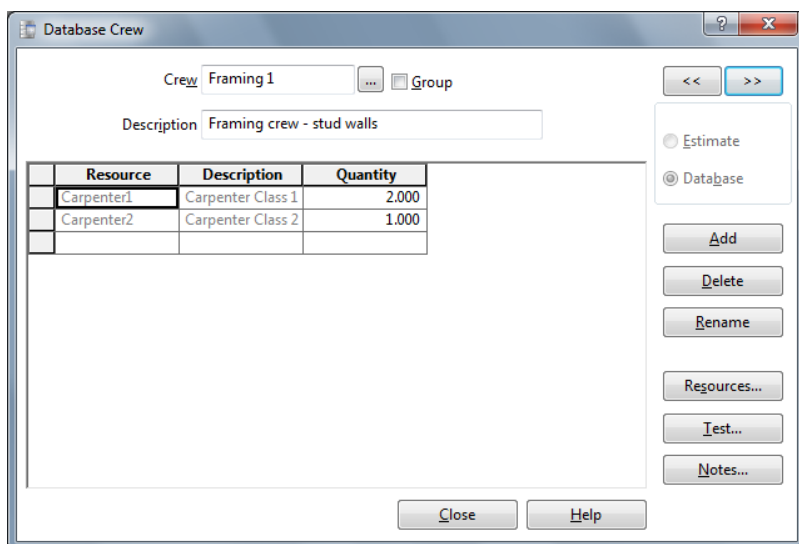 Database Crew
?
X
Crew Framing 1 ... Group << >>
Description Framing crew - stud walls
Estimate
Database
Resource Description Quantity
Carpenter1 Carpenter Class 1 2.000
Carpenter2 Carpenter Class 2 1.000
Add
Delete
Rename
Resources...
Test...
Notes...
Close Help